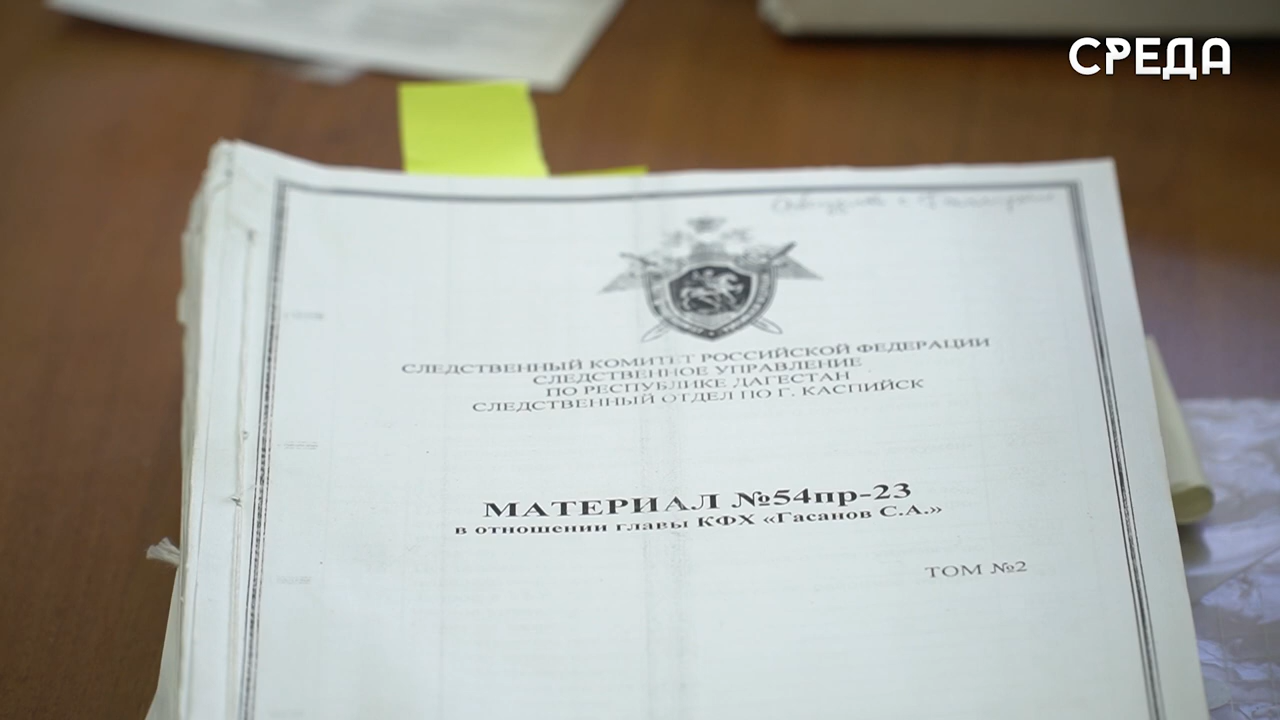 СРЕДА
СЛЕДСТВЕННЫЙ КОМИТЕТ РОССИЙСКОЙ ФЕДЕРАЦИИ
СЛЕДСТВЕННОЕ УПРАВЛЕНИЕ
ПО РЕСПУБЛИКЕ ДАГЕСТАН
СЛЕДСТВЕННЫЙ ОТДЕЛ ПО Г. КАСПИЙСК
МАТЕРИАЛ №54пр-23
в отношении главы КФХ «Гасанов С.А.»
ТОМ №2